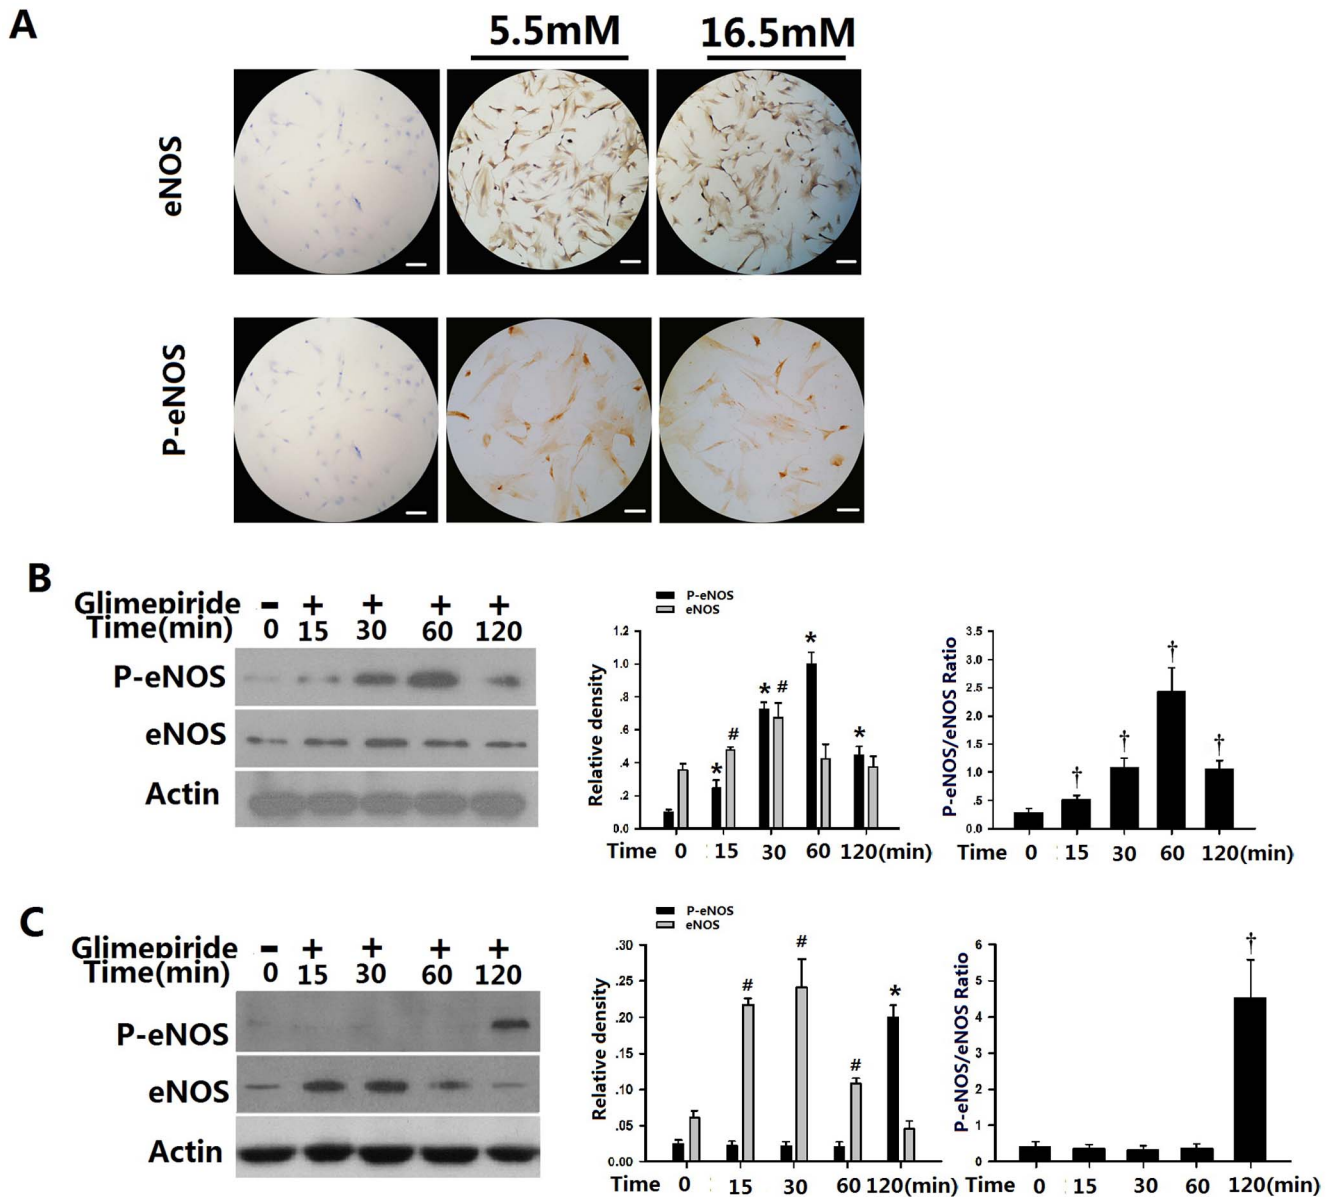 A
5.5mM 16.5mM
eNOS
P-eNOS
B
Glimepiride - + + + +
Time(min) 0 15 30 60 120
P-eNOS
eNOS
Actin
P-eNOS
eNOS
Relative density
1.2
1.0
.8
.6
.4
.2
0.0
* # * # * *
Time 0 15 30 60 120(min)
P-eNOS/eNOS Ratio
3.5
3.0
2.5
2.0
1.5
1.0
.5
0.0
† † † †
Time 0 15 30 60 120(min)
C
Glimepiride - + + + +
Time(min) 0 15 30 60 120
P-eNOS
eNOS
Actin
P-eNOS
eNOS
Relative density
.30
.25
.20
.15
.10
.05
0.00
# # # *
Time 0 15 30 60 120(min)
P-eNOS/eNOS Ratio
6
5
4
3
2
1
0
†
Time 0 15 30 60 120(min)